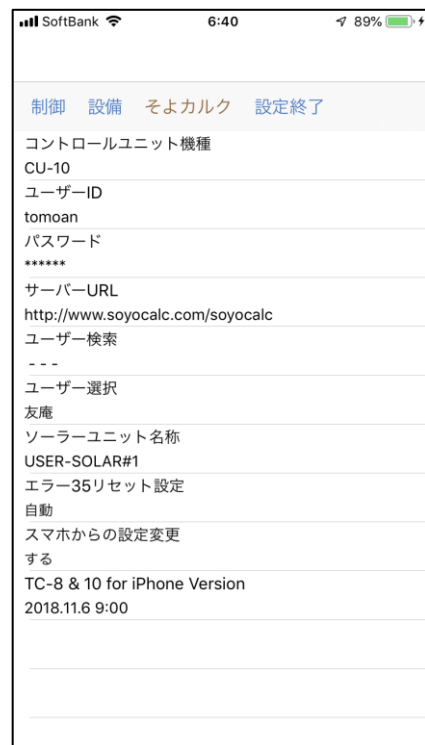 SoftBank 6:40 89%
制御 設備 そよカルク 設定終了
コントロールユニット機種
CU-10
ユーザーID
tomoan
パスワード
******
サーバーURL
http://www.soyocalc.com/soyocalc
ユーザー検索
- - -
ユーザー選択
友庵
ソーラーユニット名称
USER-SOLAR#1
エラー35リセット設定
自動
スマホからの設定変更
する
TC-8 & 10 for iPhone Version
2018.11.6 9:00